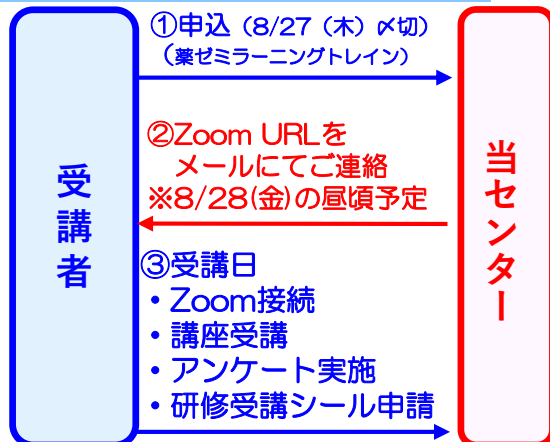 ①申込（8/27（木）〆切）
（薬ゼミラーニングトレイン）
②Zoom URLを
メールにてご連絡
※8/28(金)の昼頃予定
③受講日
・Zoom接続
・講座受講
・アンケート実施
・研修受講シール申請
受講者
当センター